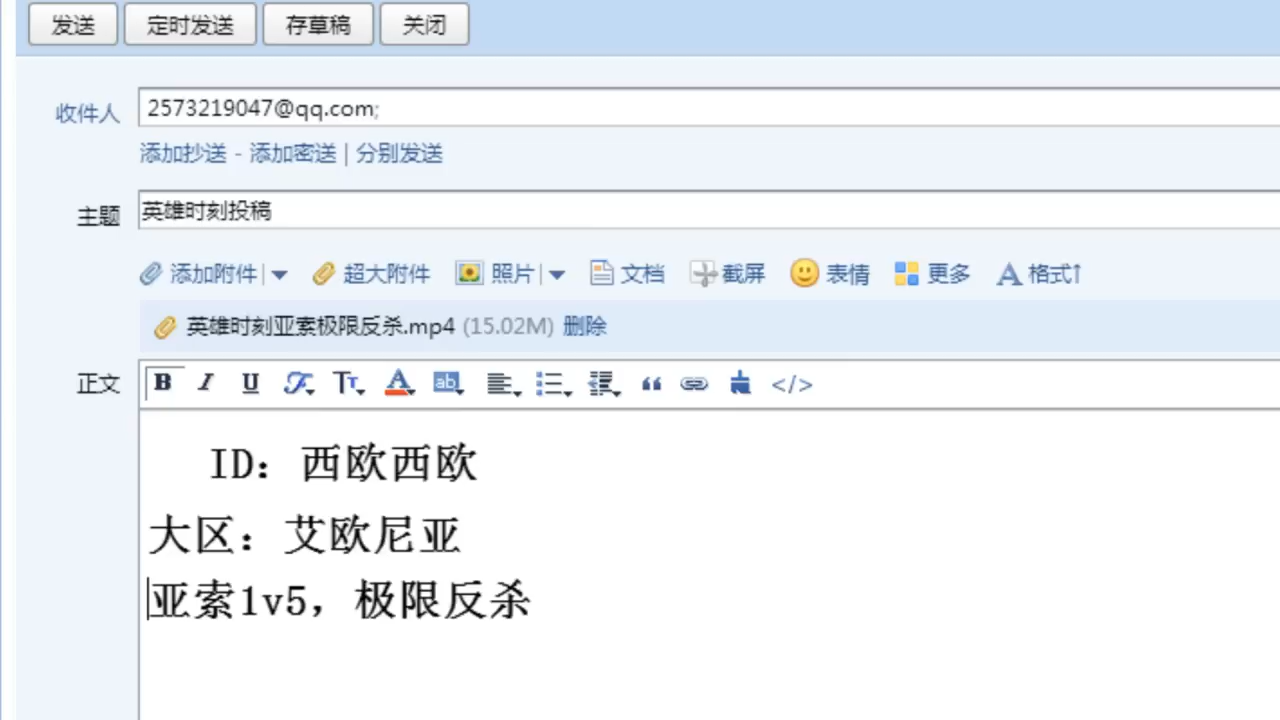 发送 定时发送 存草稿 关闭
收件人 2573219047@qq.com;
添加抄送 - 添加密送 | 分别发送
主题 英雄时刻投稿
添加附件 | 超大附件 照片 | 文档 截屏 表情 更多 格式↑
英雄时刻亚索极限反杀.mp4 (15.02M) 删除
正文 B I U F TT A ab “ </>
ID：西欧西欧
大区：艾欧尼亚
亚索1v5，极限反杀